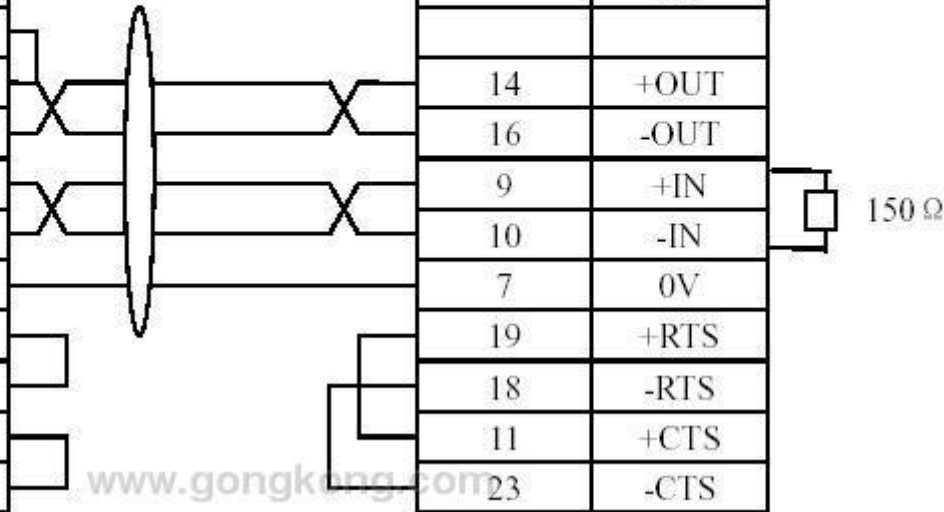 14 +OUT
16 -OUT
9 +IN
10 -IN
150 Ω
7 0V
19 +RTS
18 -RTS
11 +CTS
23 -CTS
www.gongkong.com